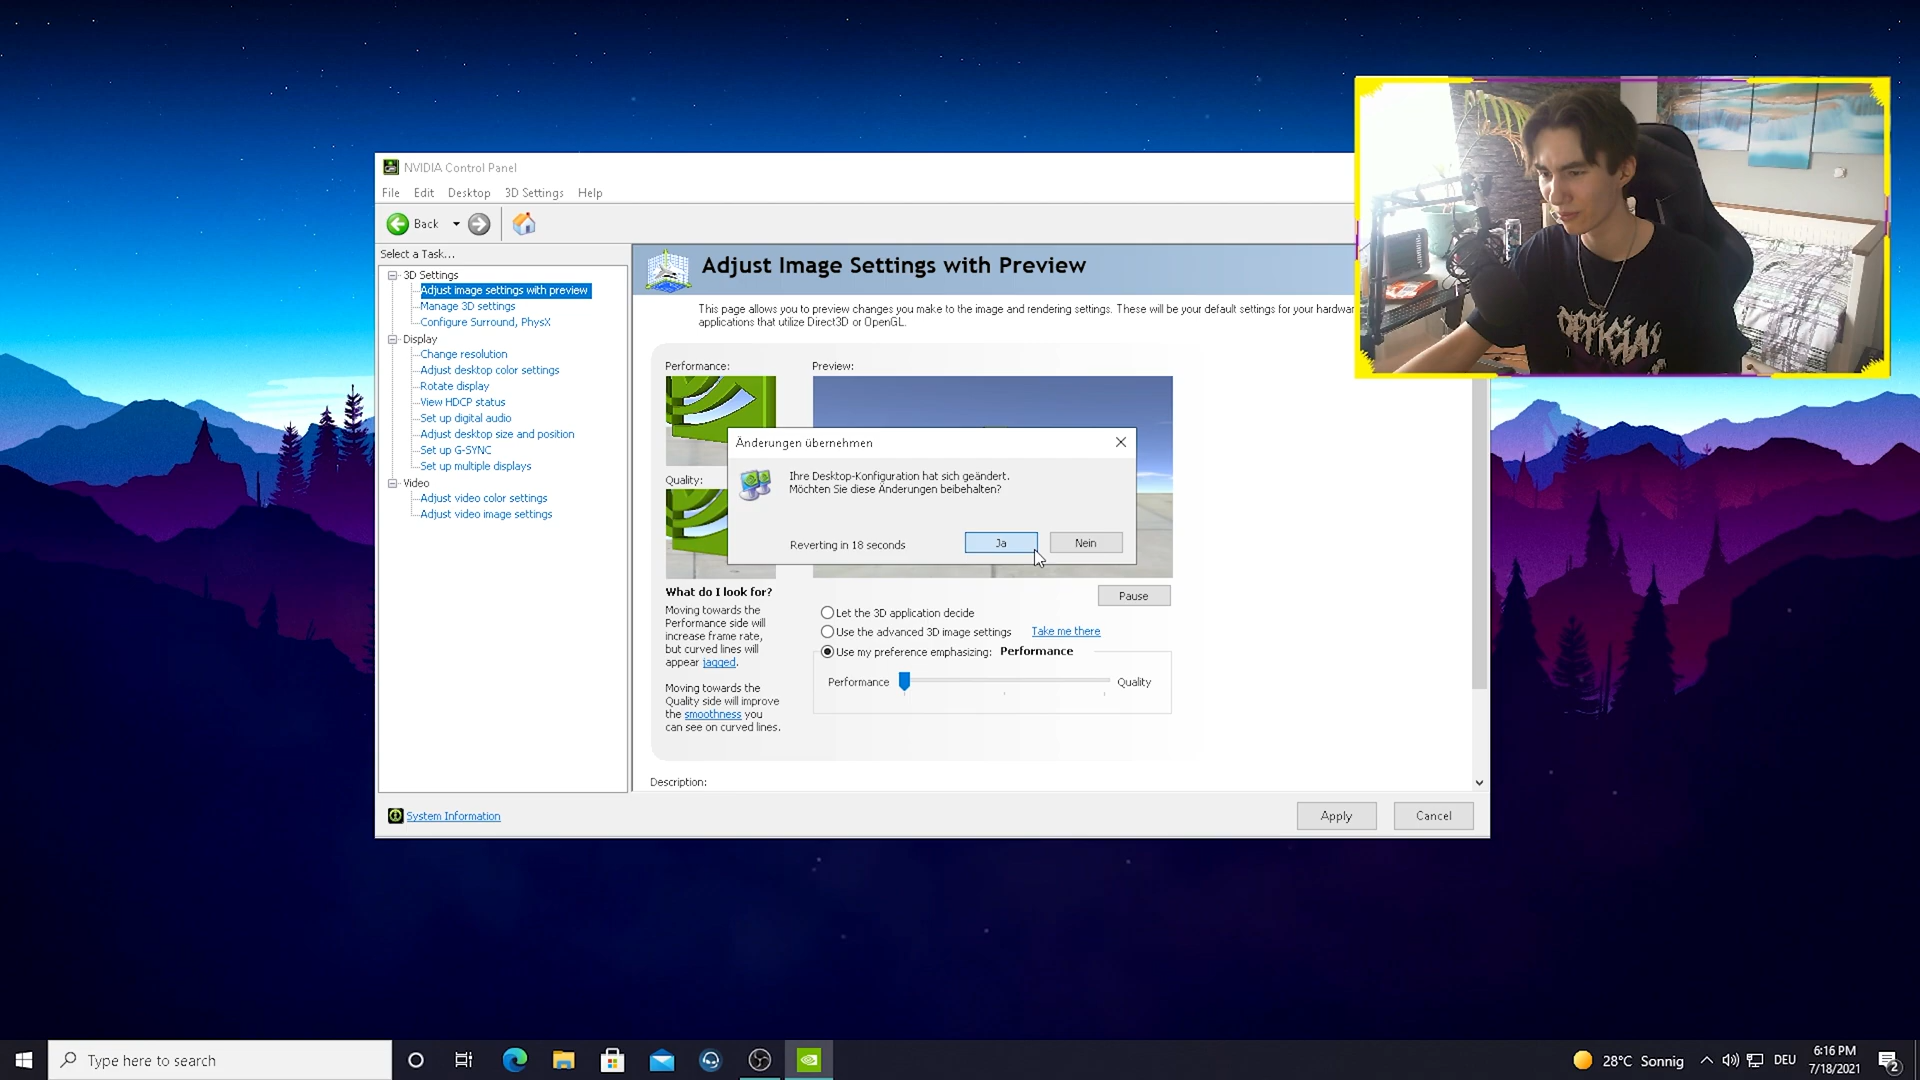 NVIDIA Control Panel
File Edit Desktop 3D Settings Help
Back
Select a Task...
3D Settings
Adjust image settings with preview
Manage 3D settings
Configure Surround, PhysX
Display
Change resolution
Adjust desktop color settings
Rotate display
View HDCP status
Set up digital audio
Adjust desktop size and position
Set up G-SYNC
Set up multiple displays
Video
Adjust video color settings
Adjust video image settings
System Information
Adjust Image Settings with Preview
This page allows you to preview changes you make to the image and rendering settings. These will be your default settings for your hardwar
applications that utilize Direct3D or OpenGL.
Performance:
Preview:
Quality:
Änderungen übernehmen
Ihre Desktop-Konfiguration hat sich geändert.
Möchten Sie diese Änderungen beibehalten?
Reverting in 18 seconds
Ja
Nein
What do I look for?
Moving towards the
Performance side will
increase frame rate,
but curved lines will
appear jagged.
Moving towards the
Quality side will improve
the smoothness you
can see on curved lines.
Pause
Let the 3D application decide
Use the advanced 3D image settings Take me there
Use my preference emphasizing: Performance
Performance
Quality
Description:
Apply
Cancel
OFFICIAL
Type here to search
28°C Sonnig
DEU
6:16 PM
7/18/2021
2